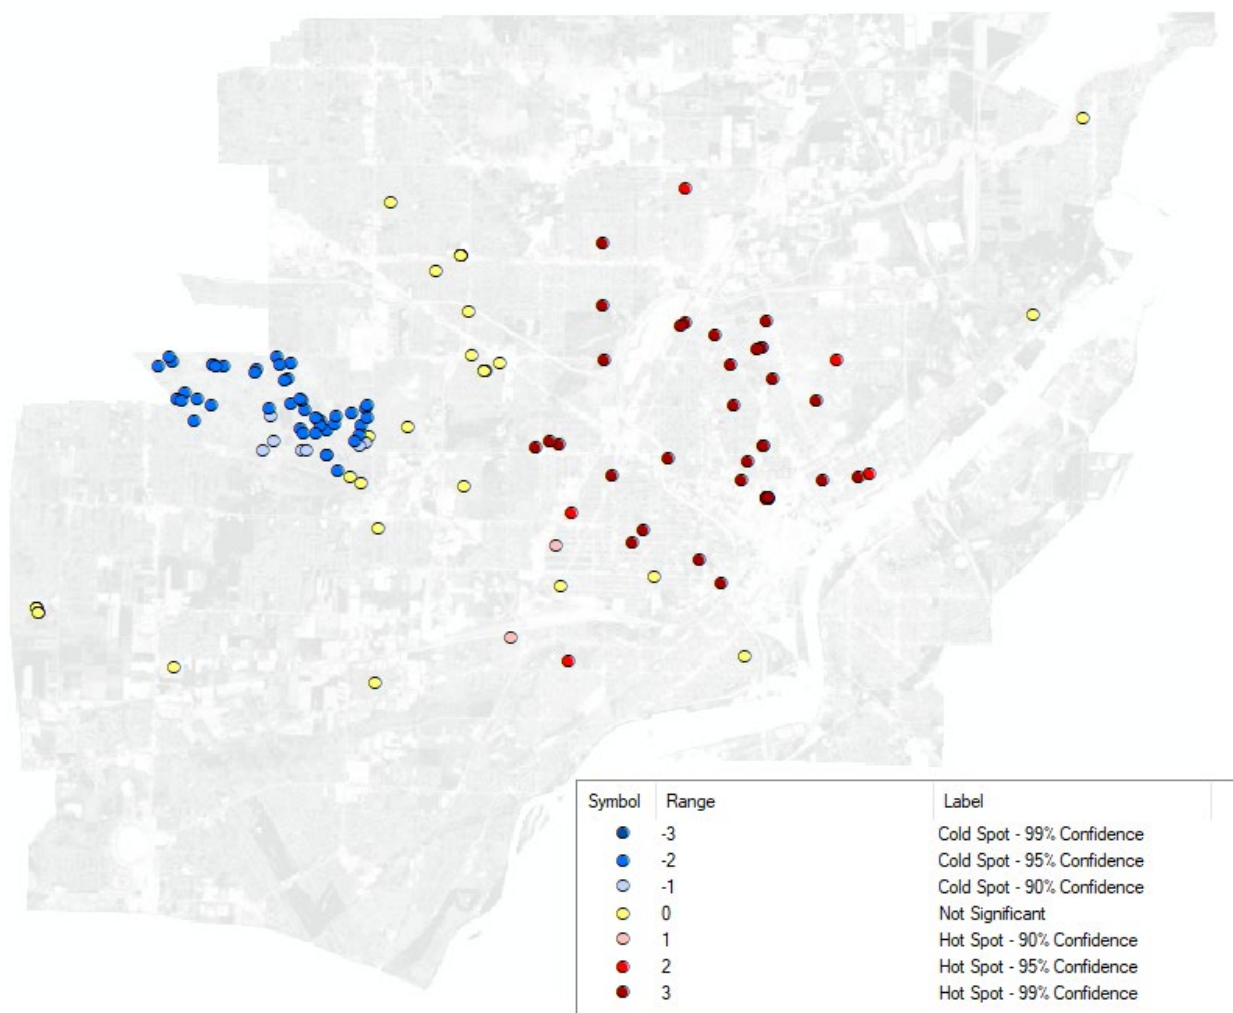 Symbol Range Label
-3 Cold Spot - 99% Confidence
-2 Cold Spot - 95% Confidence
-1 Cold Spot - 90% Confidence
0 Not Significant
1 Hot Spot - 90% Confidence
2 Hot Spot - 95% Confidence
3 Hot Spot - 99% Confidence